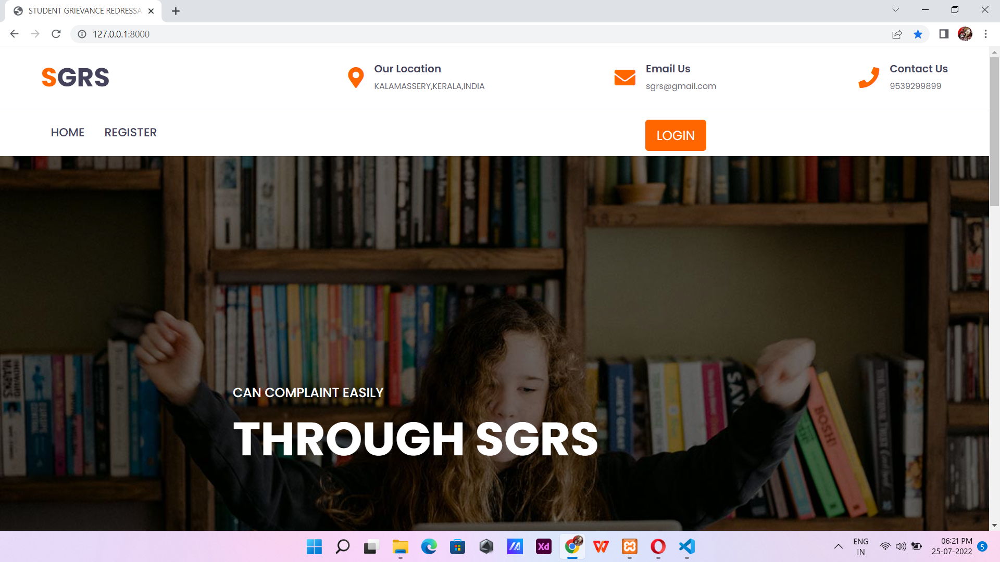 STUDENT GRIEVANCE REDRESSA
127.0.0.1:8000
SGRS
Our Location
KALAMASSERY,KERALA,INDIA
Email Us
sgrs@gmail.com
Contact Us
9539299899
HOME
REGISTER
LOGIN
CAN COMPLAINT EASILY
THROUGH SGRS
BOSH!
Xd
ENG
IN
06:21 PM
25-07-2022
5